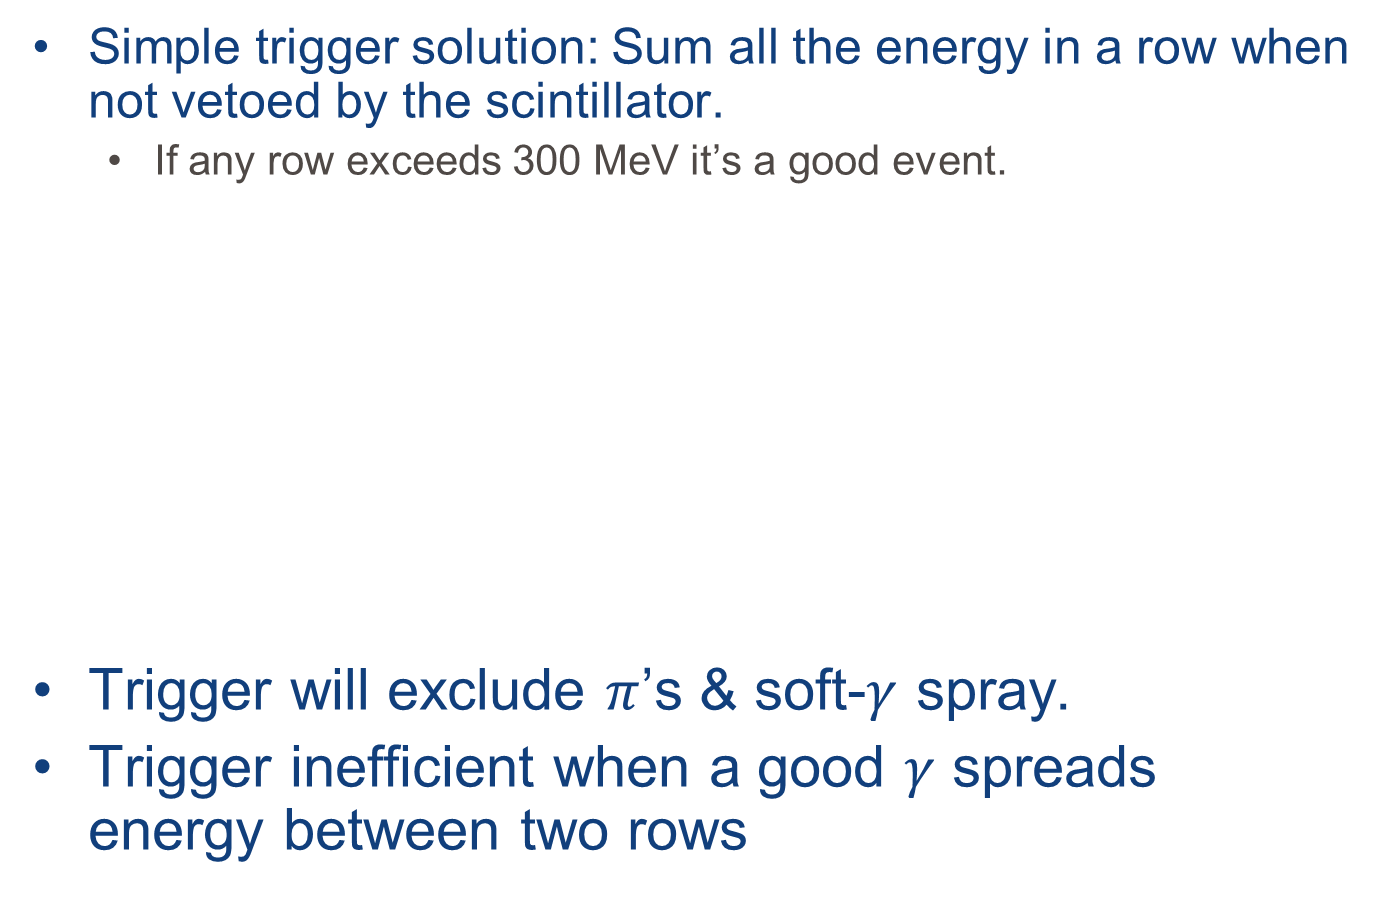 • Simple trigger solution: Sum all the energy in a row when
not vetoed by the scintillator.
• If any row exceeds 300 MeV it’s a good event.
• Trigger will exclude 𝜋’s & soft-𝛾 spray.
• Trigger inefficient when a good 𝛾 spreads
energy between two rows